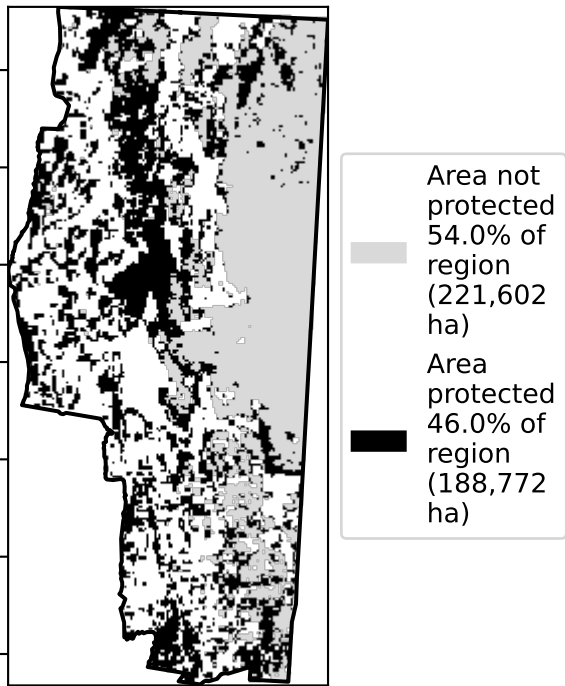 Area not
protected
54.0% of
region
(221,602
ha)
Area
protected
46.0% of
region
(188,772
ha)